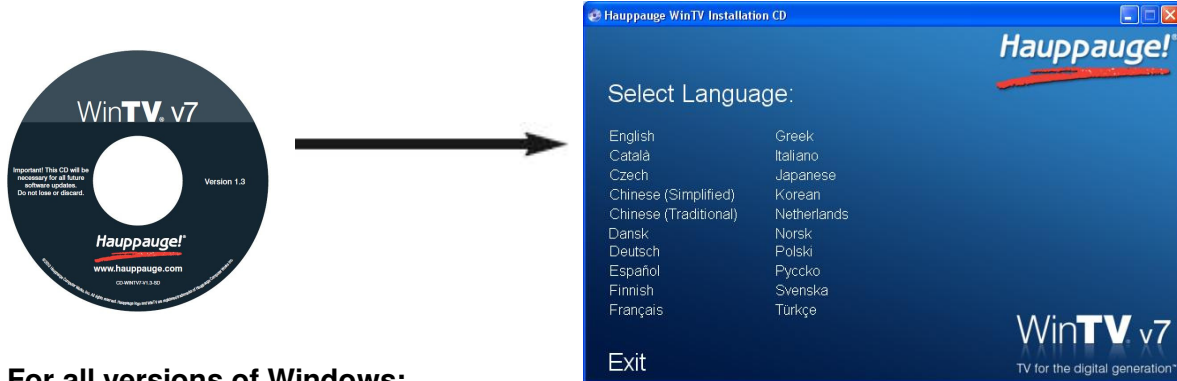 WinTV® v7
Important! This CD will be
necessary for all future
software updates.
Do not lose or discard.
Version 1.3
Hauppauge!®
www.hauppauge.com
CD-WINTV7-V1.3-SD
Hauppauge WinTV Installation CD
Hauppauge!®
Select Language:
English
Català
Czech
Chinese (Simplified)
Chinese (Traditional)
Dansk
Deutsch
Español
Finnish
Français
Greek
Italiano
Japanese
Korean
Netherlands
Norsk
Polski
Русско
Svenska
Türkçe
Exit
WinTV® v7
TV for the digital generation™
For all versions of Windows: